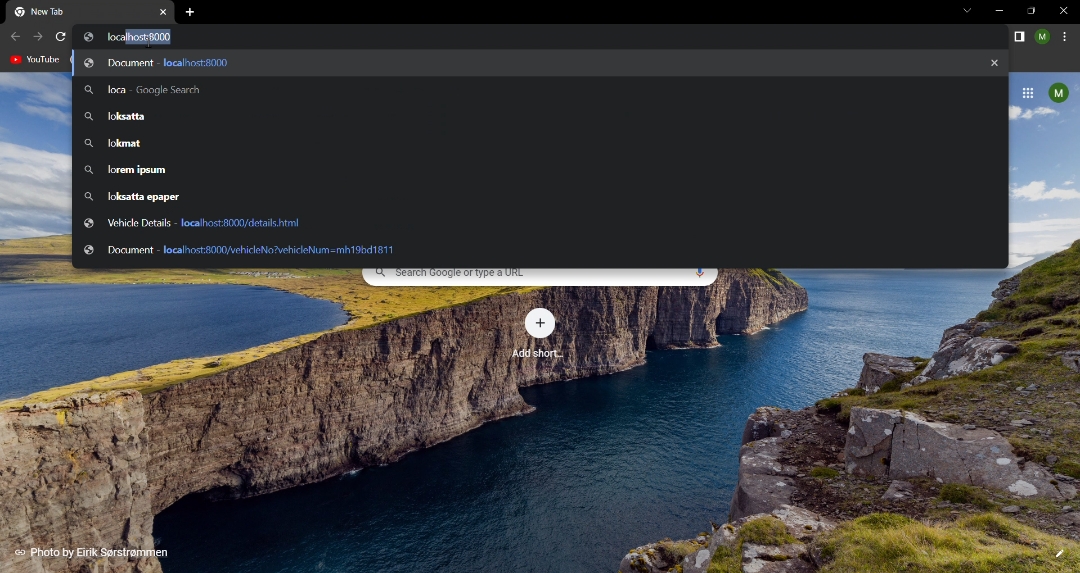 New Tab
localhost:8000
M
YouTube
Document - localhost:8000
loca - Google Search
M
loksatta
lokmat
lorem ipsum
loksatta epaper
Vehicle Details - localhost:8000/details.html
Document - localhost:8000/vehicleNo?vehicleNum=mh19bd1811
Search Google or type a URL
Add short...
Photo by Eirik Sørstrømmen